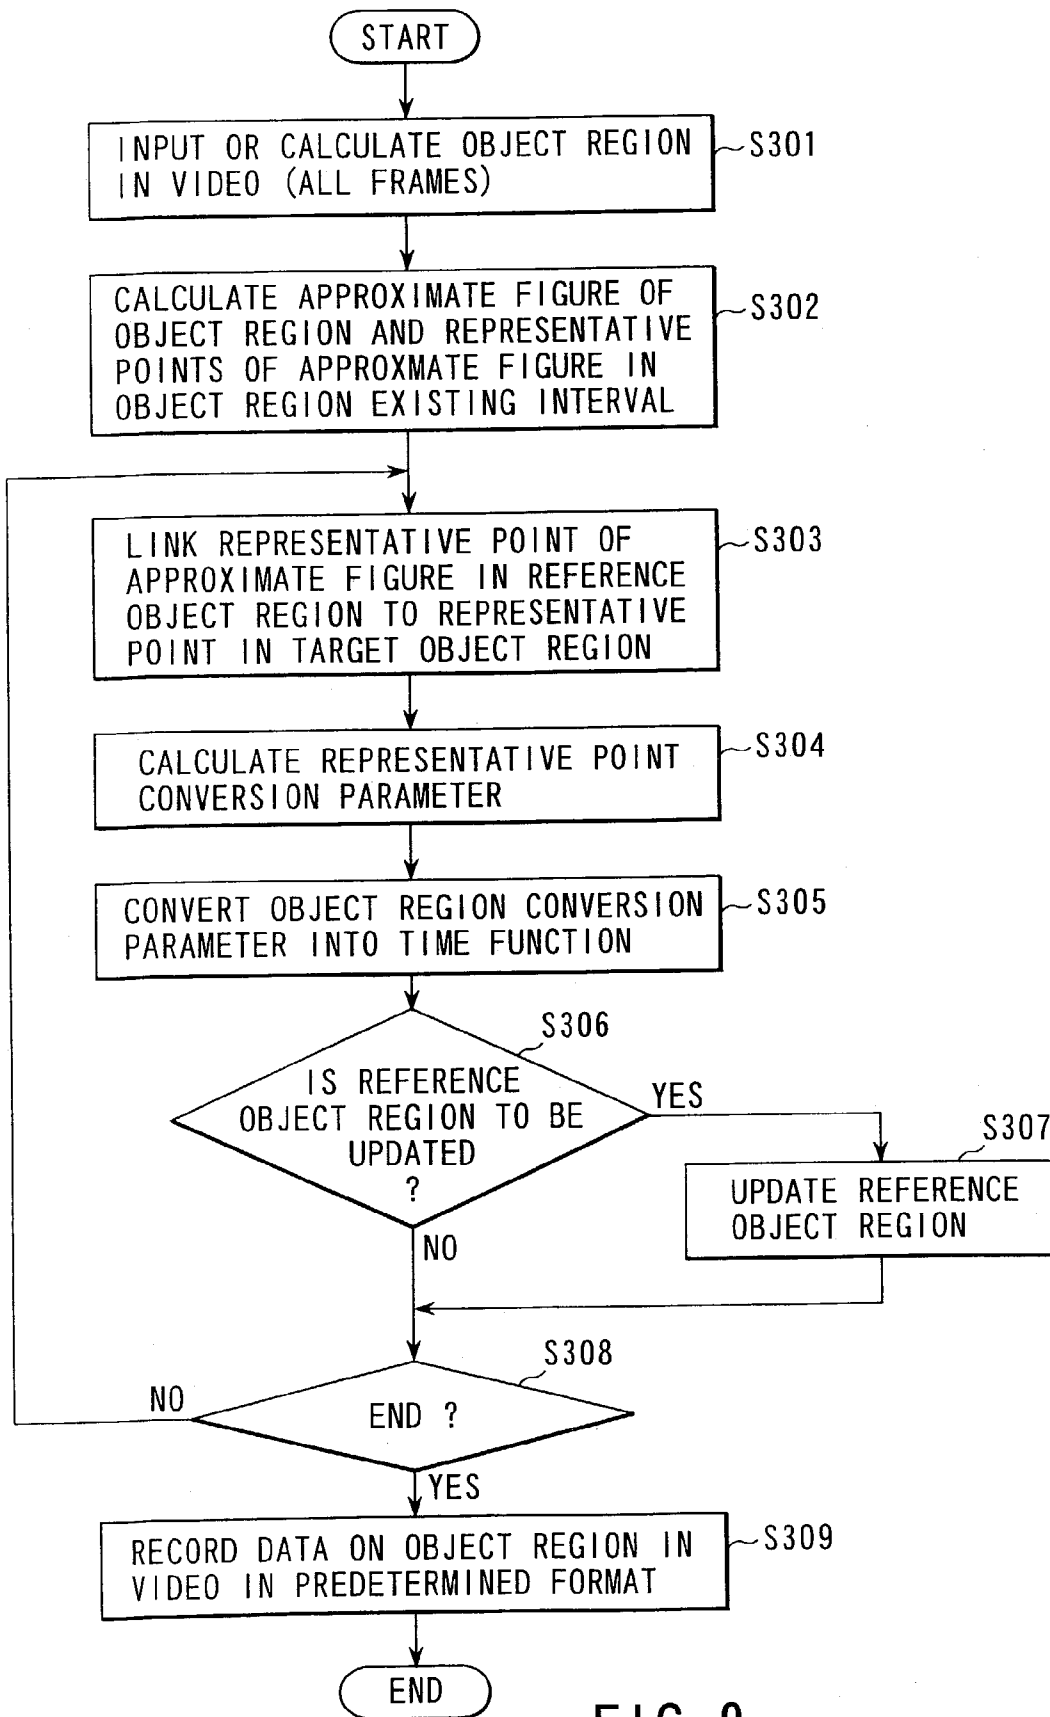 START
INPUT OR CALCULATE OBJECT REGION
IN VIDEO (ALL FRAMES)
S301
CALCULATE APPROXIMATE FIGURE OF
OBJECT REGION AND REPRESENTATIVE
POINTS OF APPROXMATE FIGURE IN
OBJECT REGION EXISTING INTERVAL
S302
LINK REPRESENTATIVE POINT OF
APPROXIMATE FIGURE IN REFERENCE
OBJECT REGION TO REPRESENTATIVE
POINT IN TARGET OBJECT REGION
S303
CALCULATE REPRESENTATIVE POINT
CONVERSION PARAMETER
S304
CONVERT OBJECT REGION CONVERSION
PARAMETER INTO TIME FUNCTION
S305
S306
IS REFERENCE
OBJECT REGION TO BE
UPDATED
?
YES
S307
UPDATE REFERENCE
OBJECT REGION
NO
S308
NO
END ?
YES
RECORD DATA ON OBJECT REGION IN
VIDEO IN PREDETERMINED FORMAT
S309
END
FIG